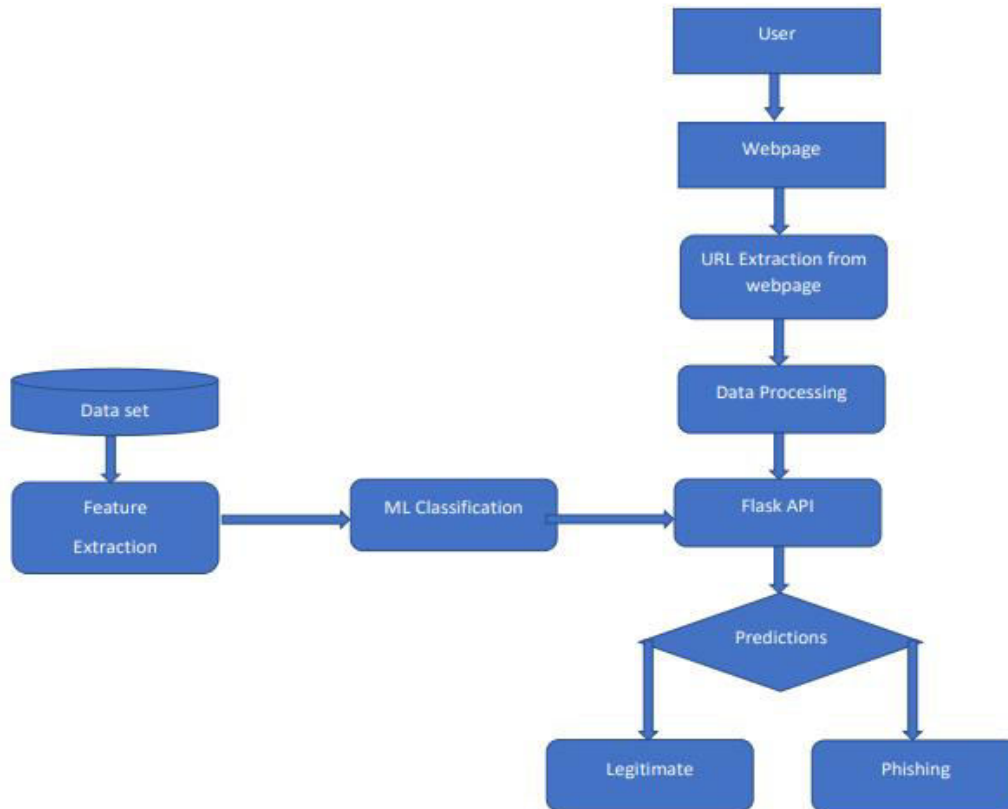 User
Webpage
URL Extraction from
webpage
Data Processing
Data set
Feature
Extraction
ML Classification
Flask API
Predictions
Legitimate
Phishing